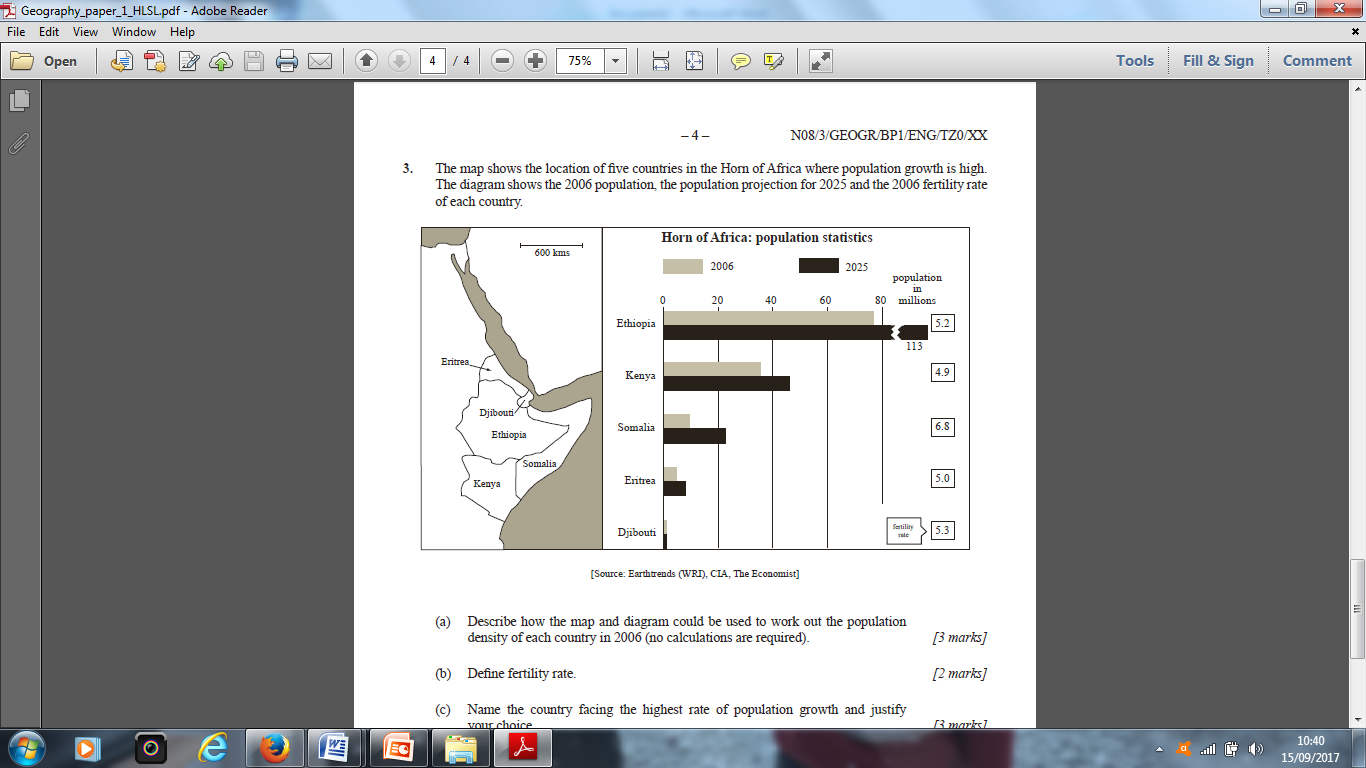 Geography_paper_1_HLSL.pdf - Adobe Reader
File Edit View Window Help
Open 4 / 4 75% Tools Fill & Sign Comment
– 4 – N08/3/GEOGR/BP1/ENG/TZ0/XX
3. The map shows the location of five countries in the Horn of Africa where population growth is high.
The diagram shows the 2006 population, the population projection for 2025 and the 2006 fertility rate
of each country.
600 kms
Eritrea
Djibouti
Ethiopia
Somalia
Kenya
Horn of Africa: population statistics
2006 2025
population
in
millions
0 20 40 60 80
Ethiopia 5.2
113
Kenya 4.9
Somalia 6.8
Eritrea 5.0
Djibouti fertility rate 5.3
[Source: Earthtrends (WRI), CIA, The Economist]
(a) Describe how the map and diagram could be used to work out the population
density of each country in 2006 (no calculations are required). [3 marks]
(b) Define fertility rate. [2 marks]
(c) Name the country facing the highest rate of population growth and justify
your choice. [3 marks]
10:40
15/09/2017